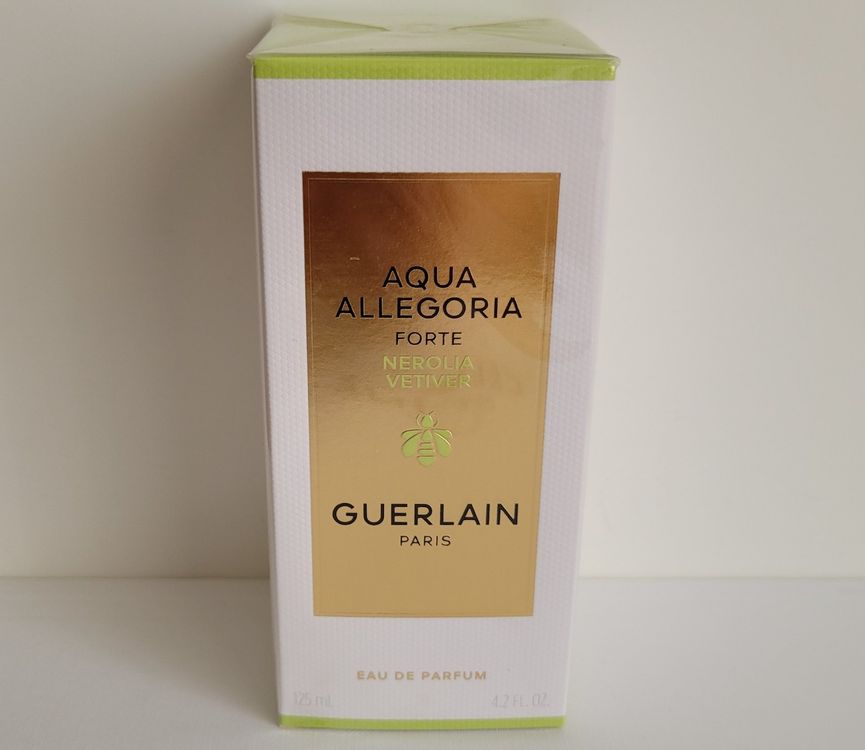 AQUA
ALLEGORIA
FORTE
NEROLIA
VETIVER
GUERLAIN
PARIS
EAU DE PARFUM
125 mL 4.2 FL. OZ.